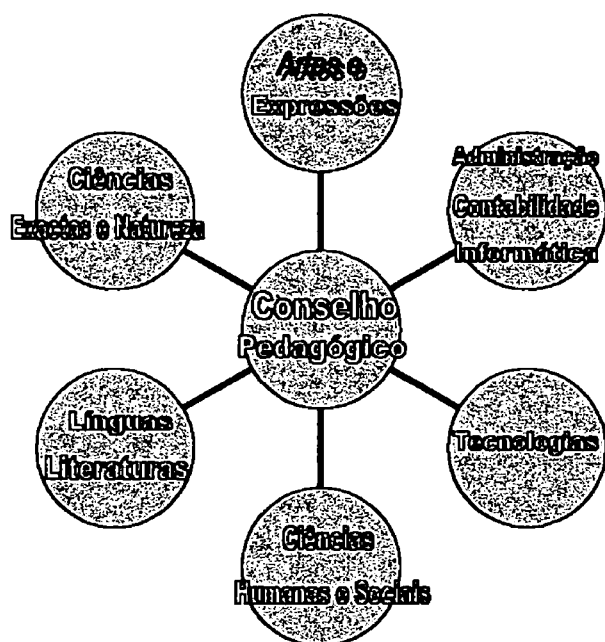 Artes e
Expressões
Administração
Contabilidade
Informática
Ciências
Exactas e Natureza
Conselho
Pedagógico
Línguas
Literaturas
Tecnologias
Ciências
Humanas e Sociais